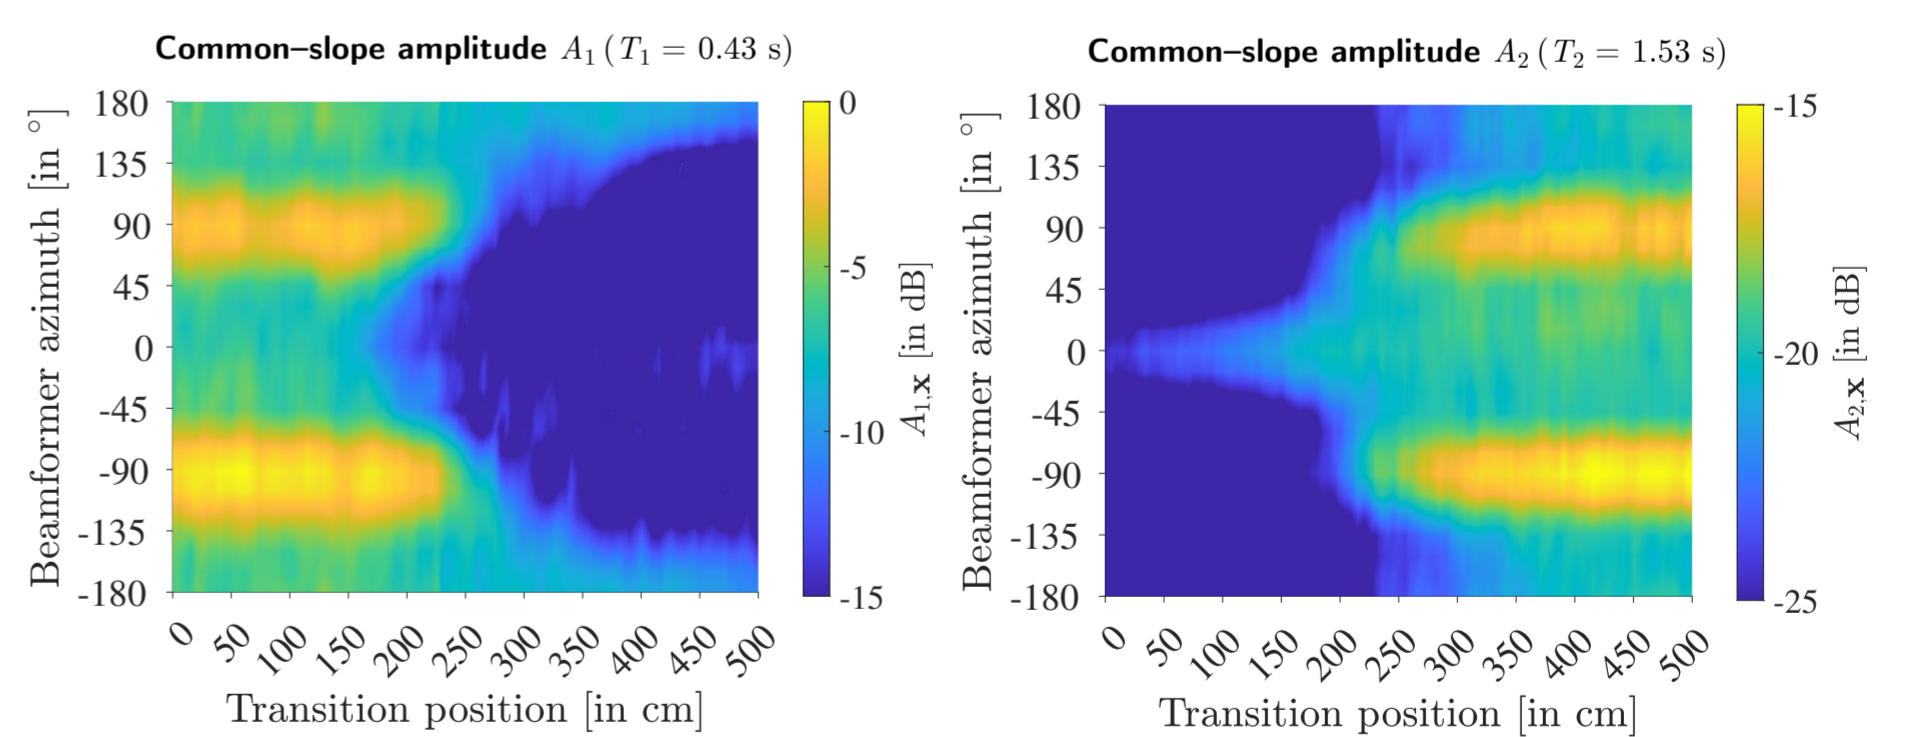 Common–slope amplitude A₁ (T₁ = 0.43 s)
Beamformer azimuth [in °]
180
135
90
45
0
-45
-90
-135
-180
0 50 100 150 200 250 300 350 400 450 500
Transition position [in cm]
0
-5
-10
-15
A₁,𝐱 [in dB]
Common–slope amplitude A₂ (T₂ = 1.53 s)
Beamformer azimuth [in °]
180
135
90
45
0
-45
-90
-135
-180
0 50 100 150 200 250 300 350 400 450 500
Transition position [in cm]
-15
-20
-25
A₂,𝐱 [in dB]